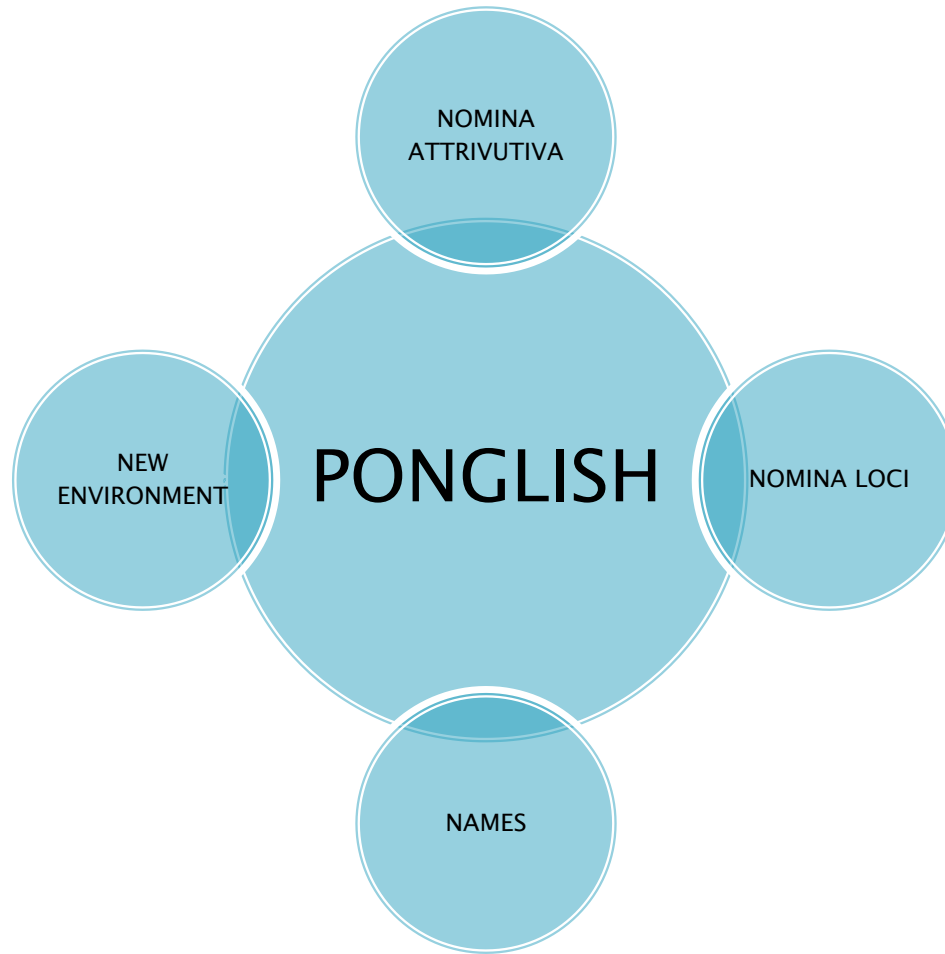 NOMINA
ATTRIVUTIVA
NEW
ENVIRONMENT
PONGLISH
NOMINA LOCI
NAMES